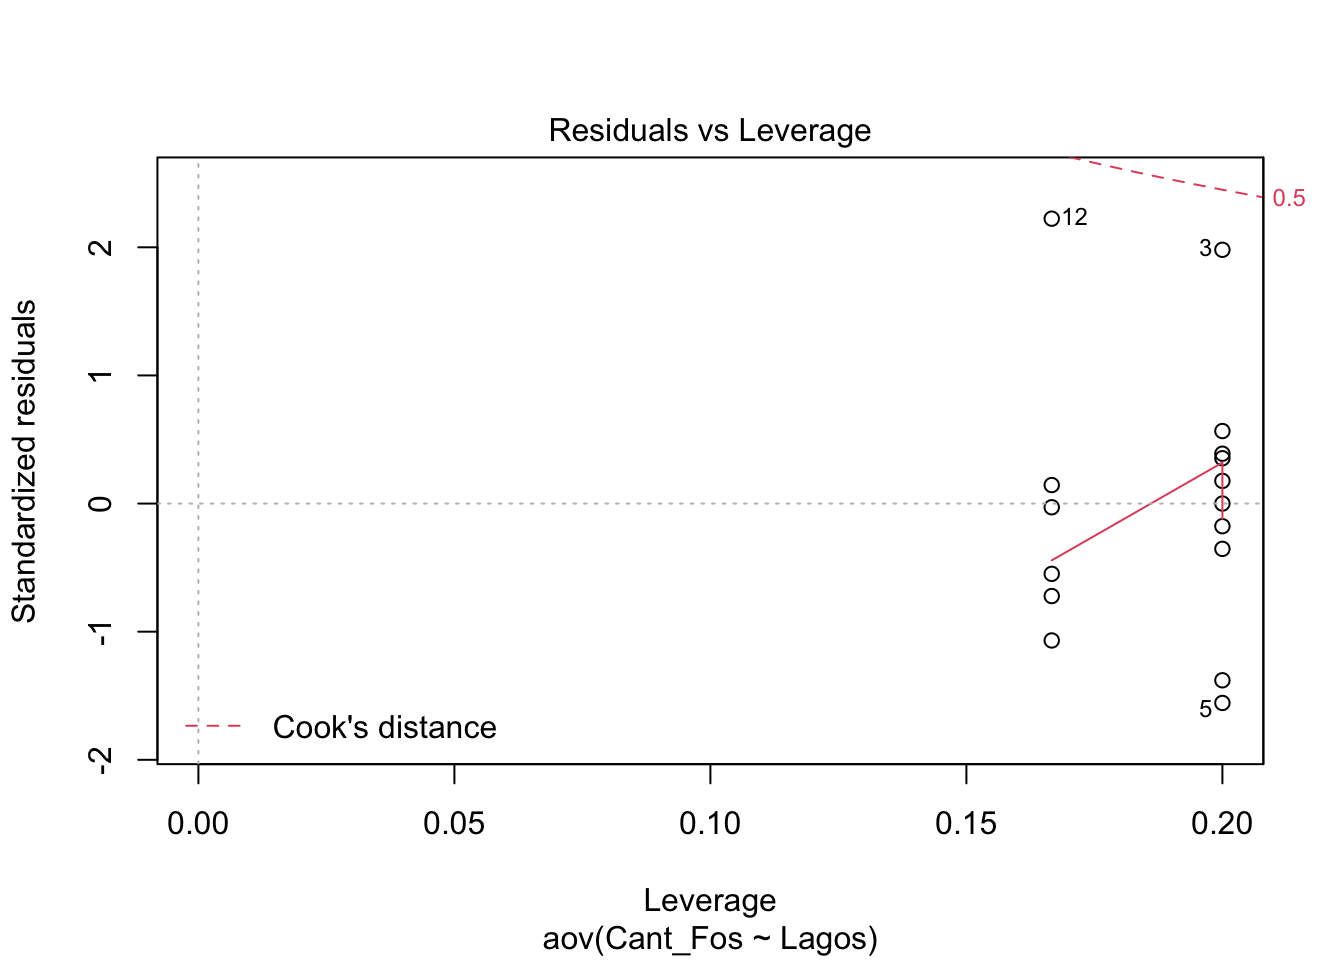 Residuals vs Leverage
Standardized residuals
2
1
0
-1
-2
0.5
12
3
5
Cook's distance
0.00 0.05 0.10 0.15 0.20
Leverage
aov(Cant_Fos ~ Lagos)